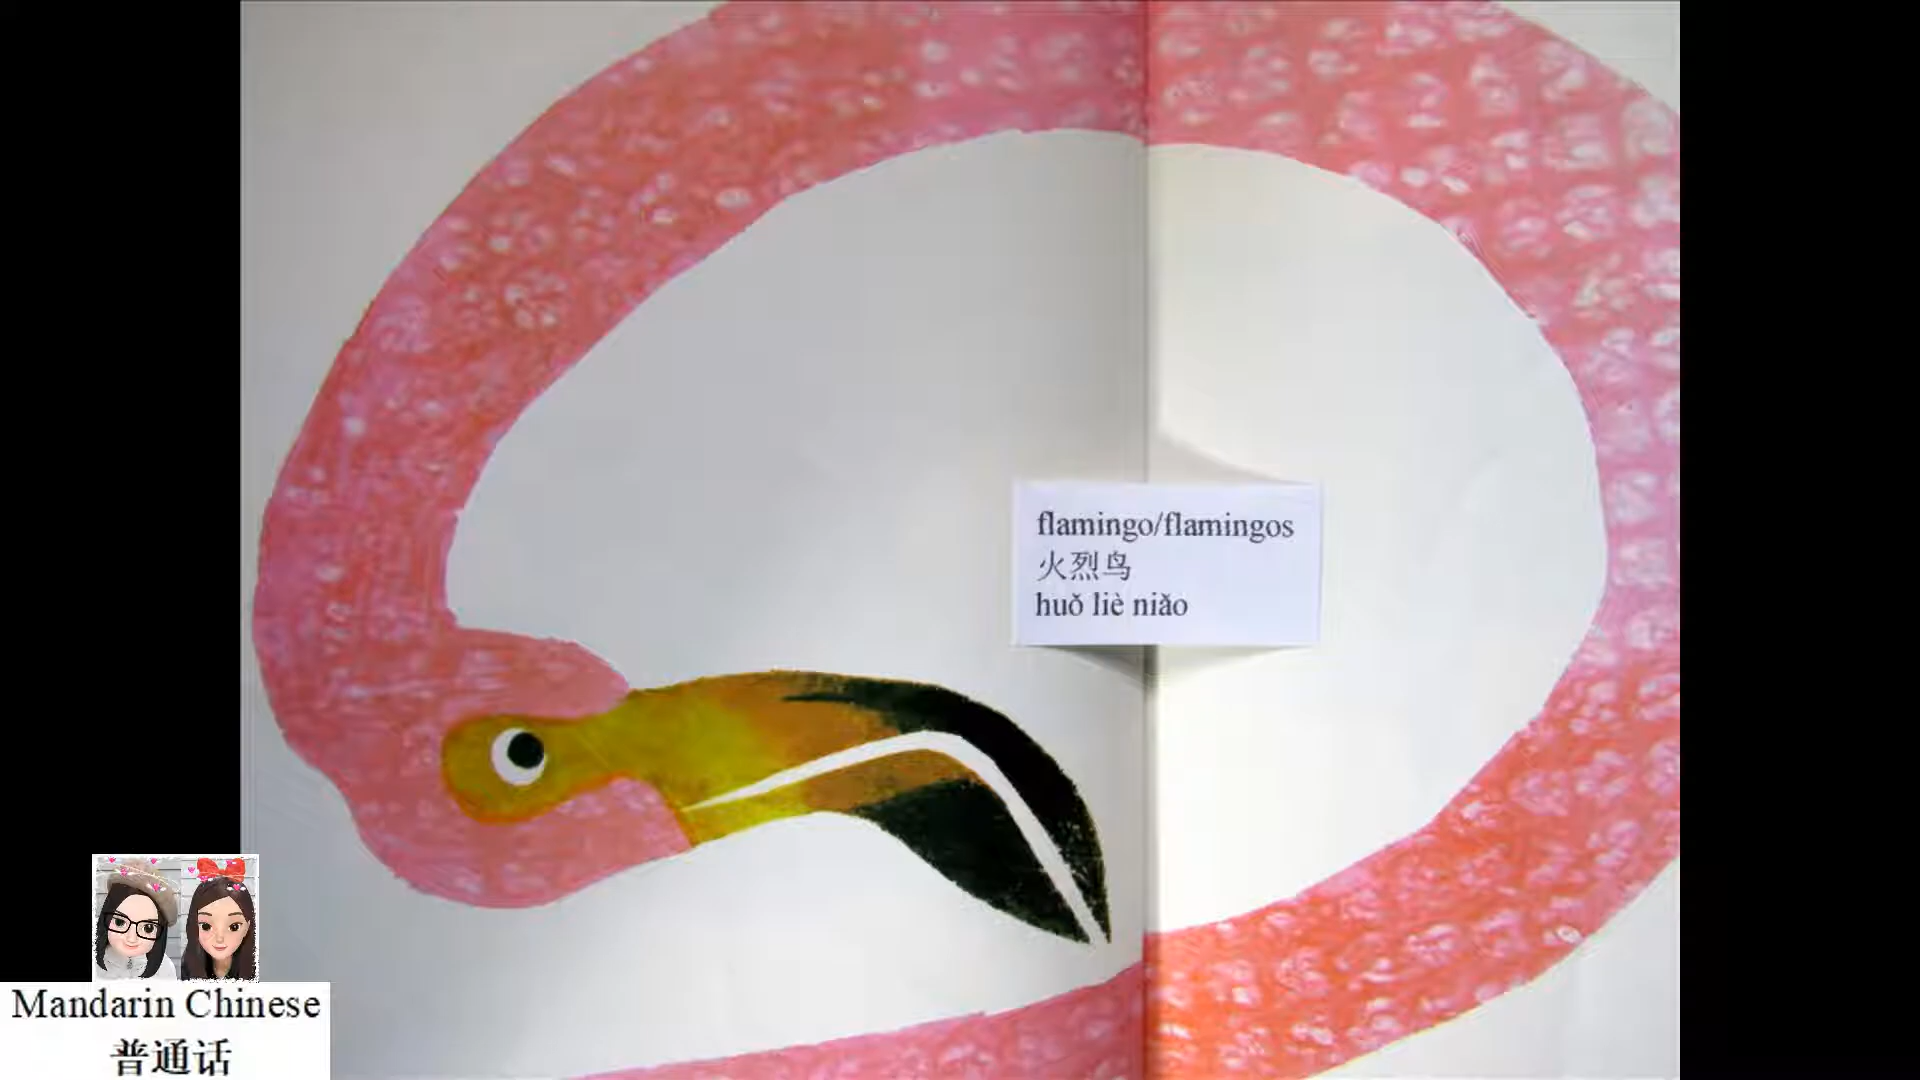 flamingo/flamingos
火烈鸟
huǒ liè niǎo
Mandarin Chinese
普通话